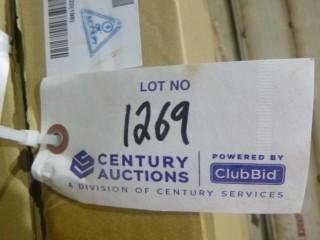 LOT NO
1269
CENTURY AUCTIONS
POWERED BY
ClubBid
A DIVISION OF CENTURY SERVICES